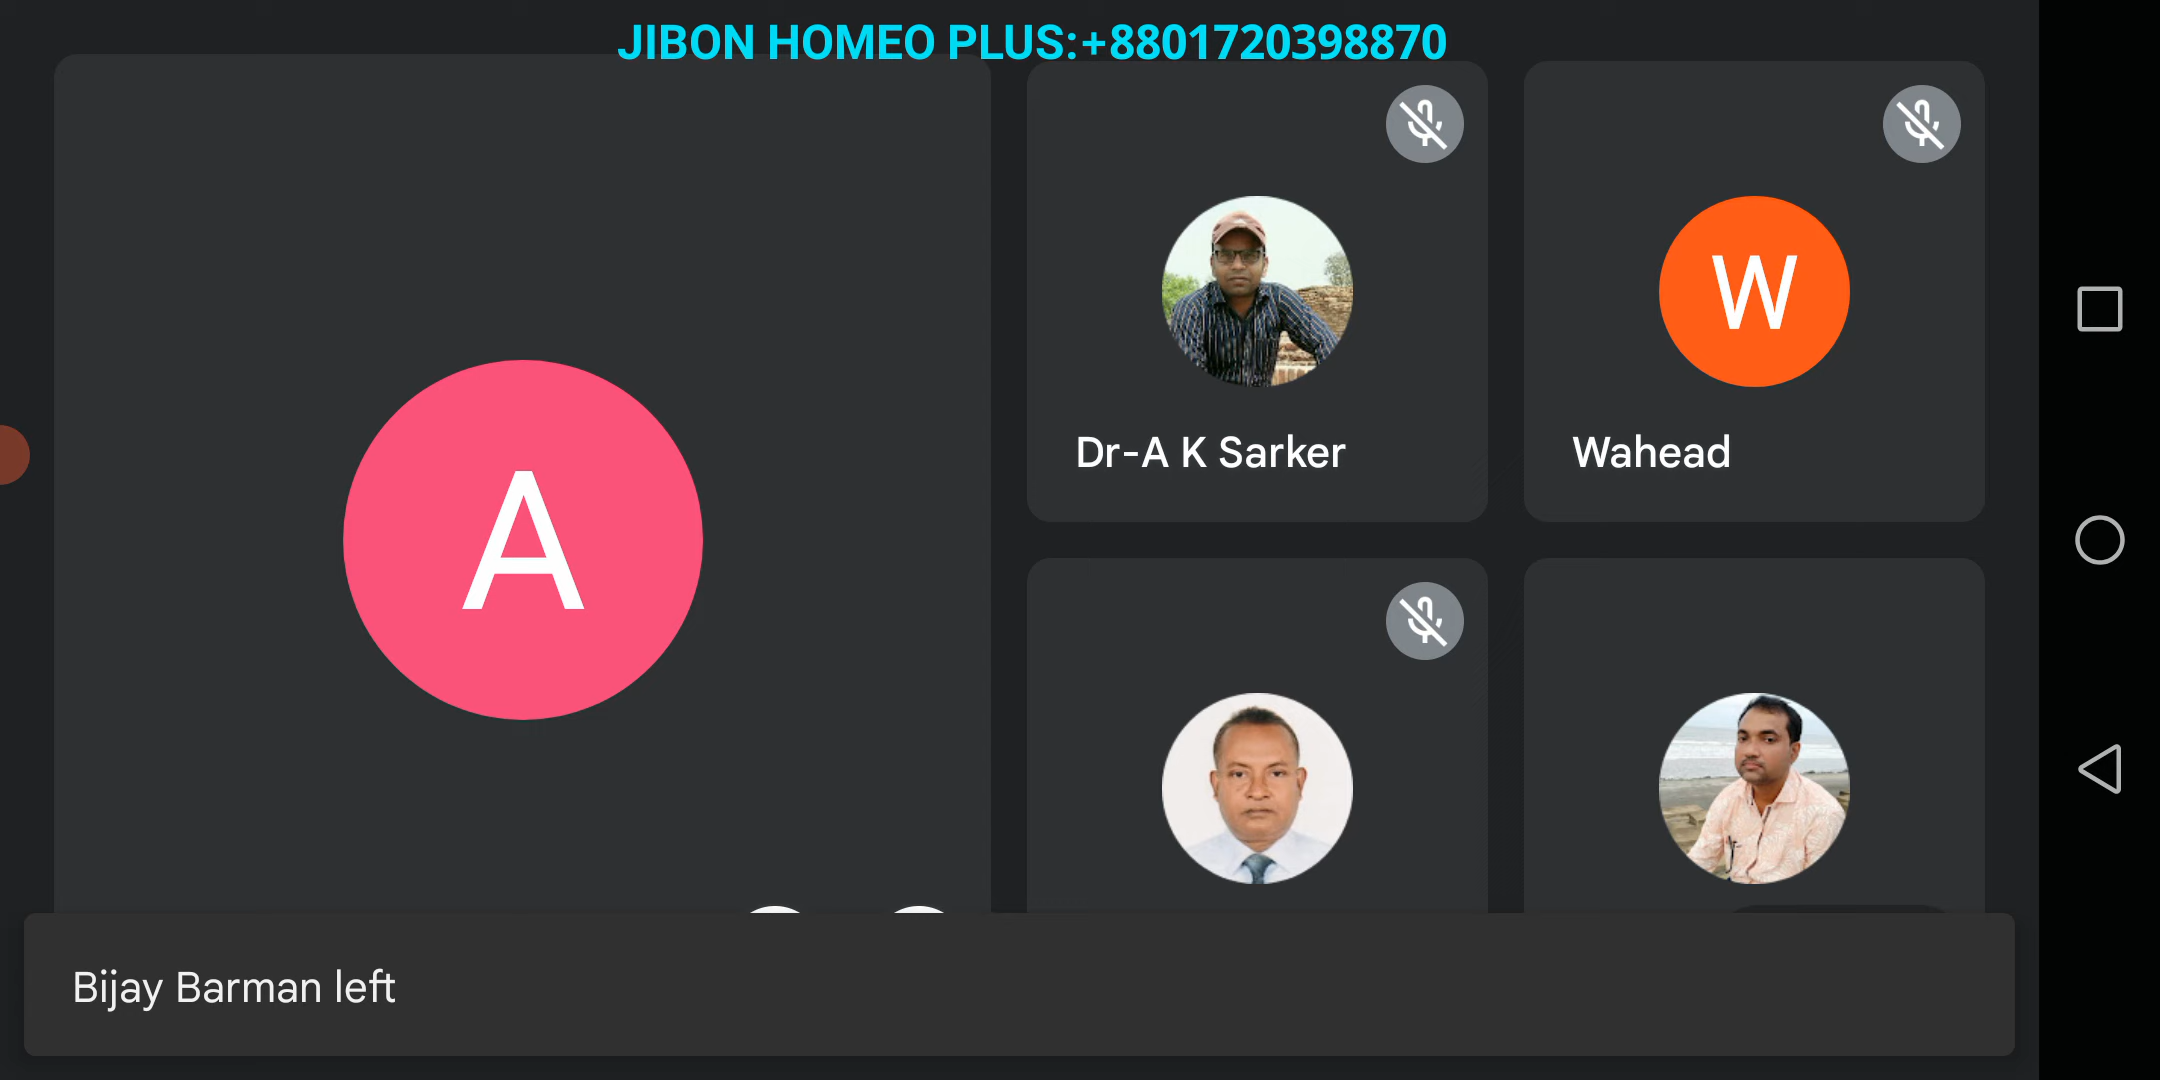 JIBON HOMEO PLUS:+8801720398870
A
Dr-A K Sarker
W
Wahead
Bijay Barman left